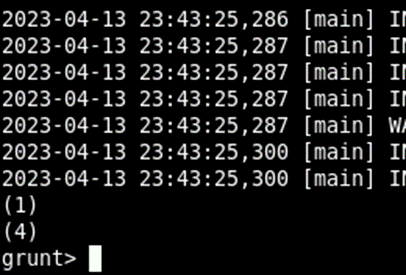 2023-04-13 23:43:25,286 [main] IN
2023-04-13 23:43:25,287 [main] IN
2023-04-13 23:43:25,287 [main] IN
2023-04-13 23:43:25,287 [main] IN
2023-04-13 23:43:25,287 [main] WA
2023-04-13 23:43:25,300 [main] IN
2023-04-13 23:43:25,300 [main] IN
(1)
(4)
grunt>